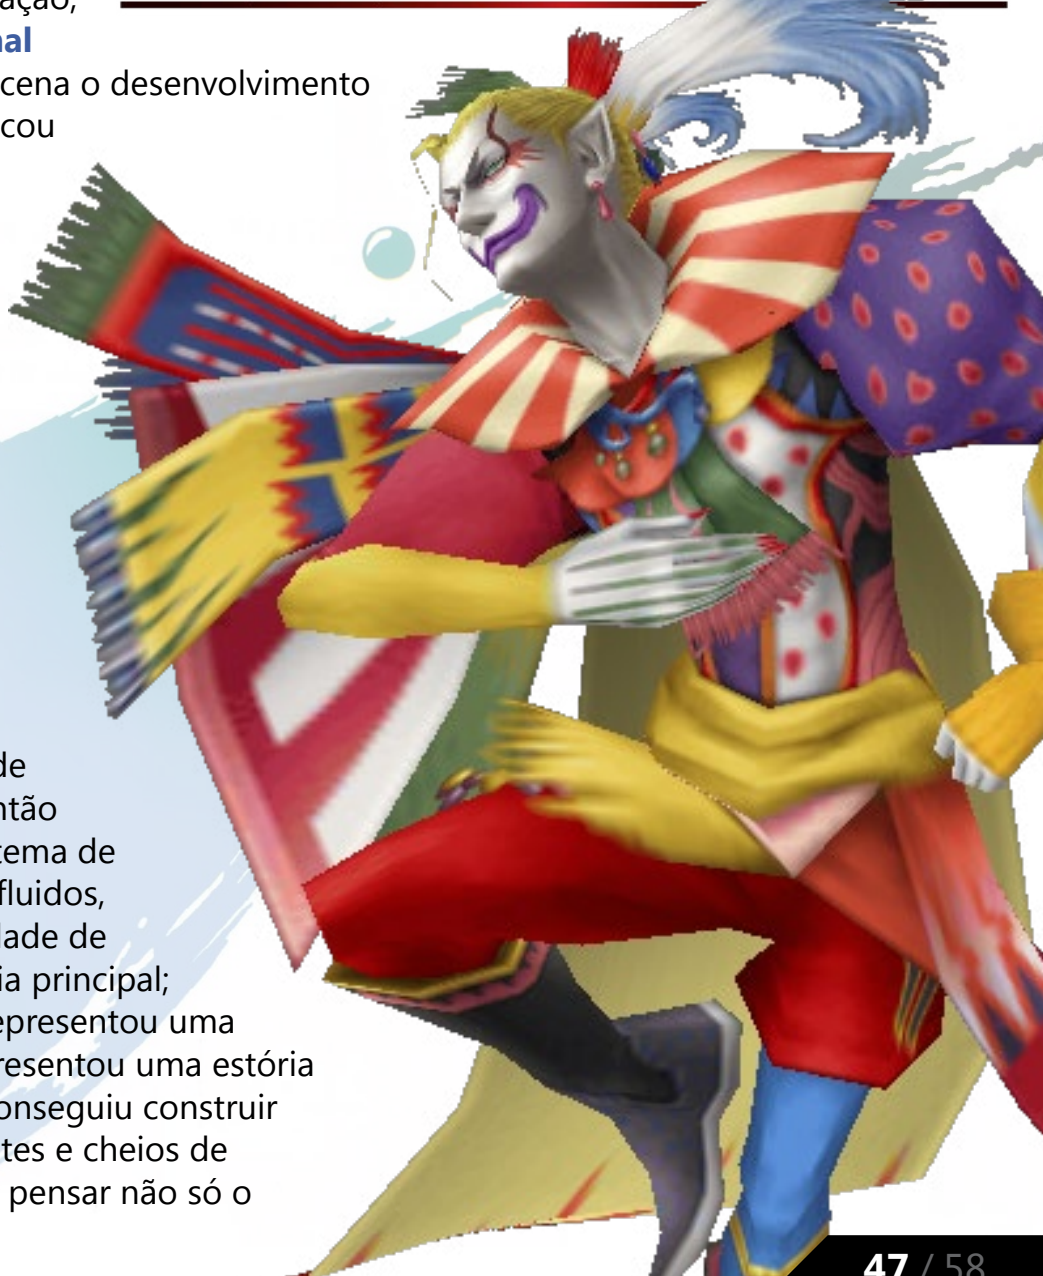 ação,
nal
cena o desenvolvimento
cou
de
ntão
tema de
fluidos,
dade de
ia principal;
epresentou uma
resentou uma estória
onseguiu construir
tes e cheios de
pensar não só o
47 / 58